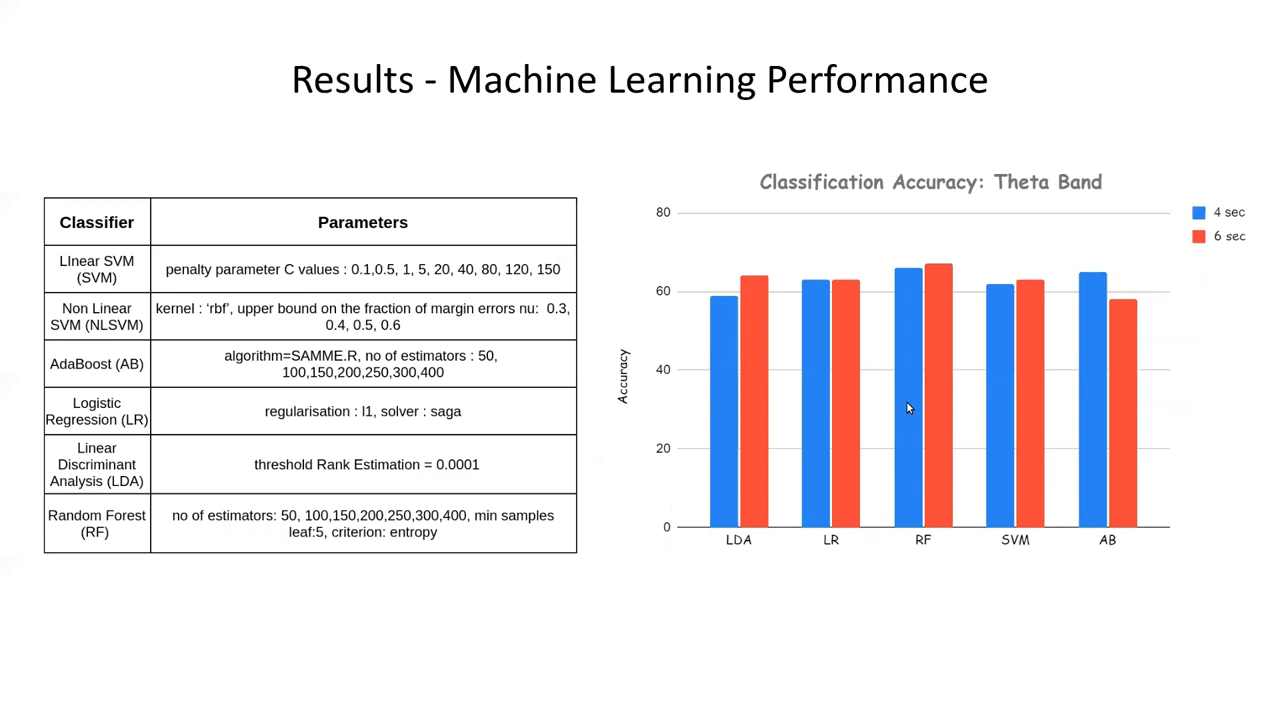 Results - Machine Learning Performance
Classifier
Parameters
LInear SVM
(SVM)
penalty parameter C values : 0.1,0.5, 1, 5, 20, 40, 80, 120, 150
Non Linear
SVM (NLSVM)
kernel : ‘rbf’, upper bound on the fraction of margin errors nu: 0.3,
0.4, 0.5, 0.6
AdaBoost (AB)
algorithm=SAMME.R, no of estimators : 50,
100,150,200,250,300,400
Logistic
Regression (LR)
regularisation : l1, solver : saga
Linear
Discriminant
Analysis (LDA)
threshold Rank Estimation = 0.0001
Random Forest
(RF)
no of estimators: 50, 100,150,200,250,300,400, min samples
leaf:5, criterion: entropy
Classification Accuracy: Theta Band
4 sec
6 sec
Accuracy
80
60
40
20
0
LDA
LR
RF
SVM
AB